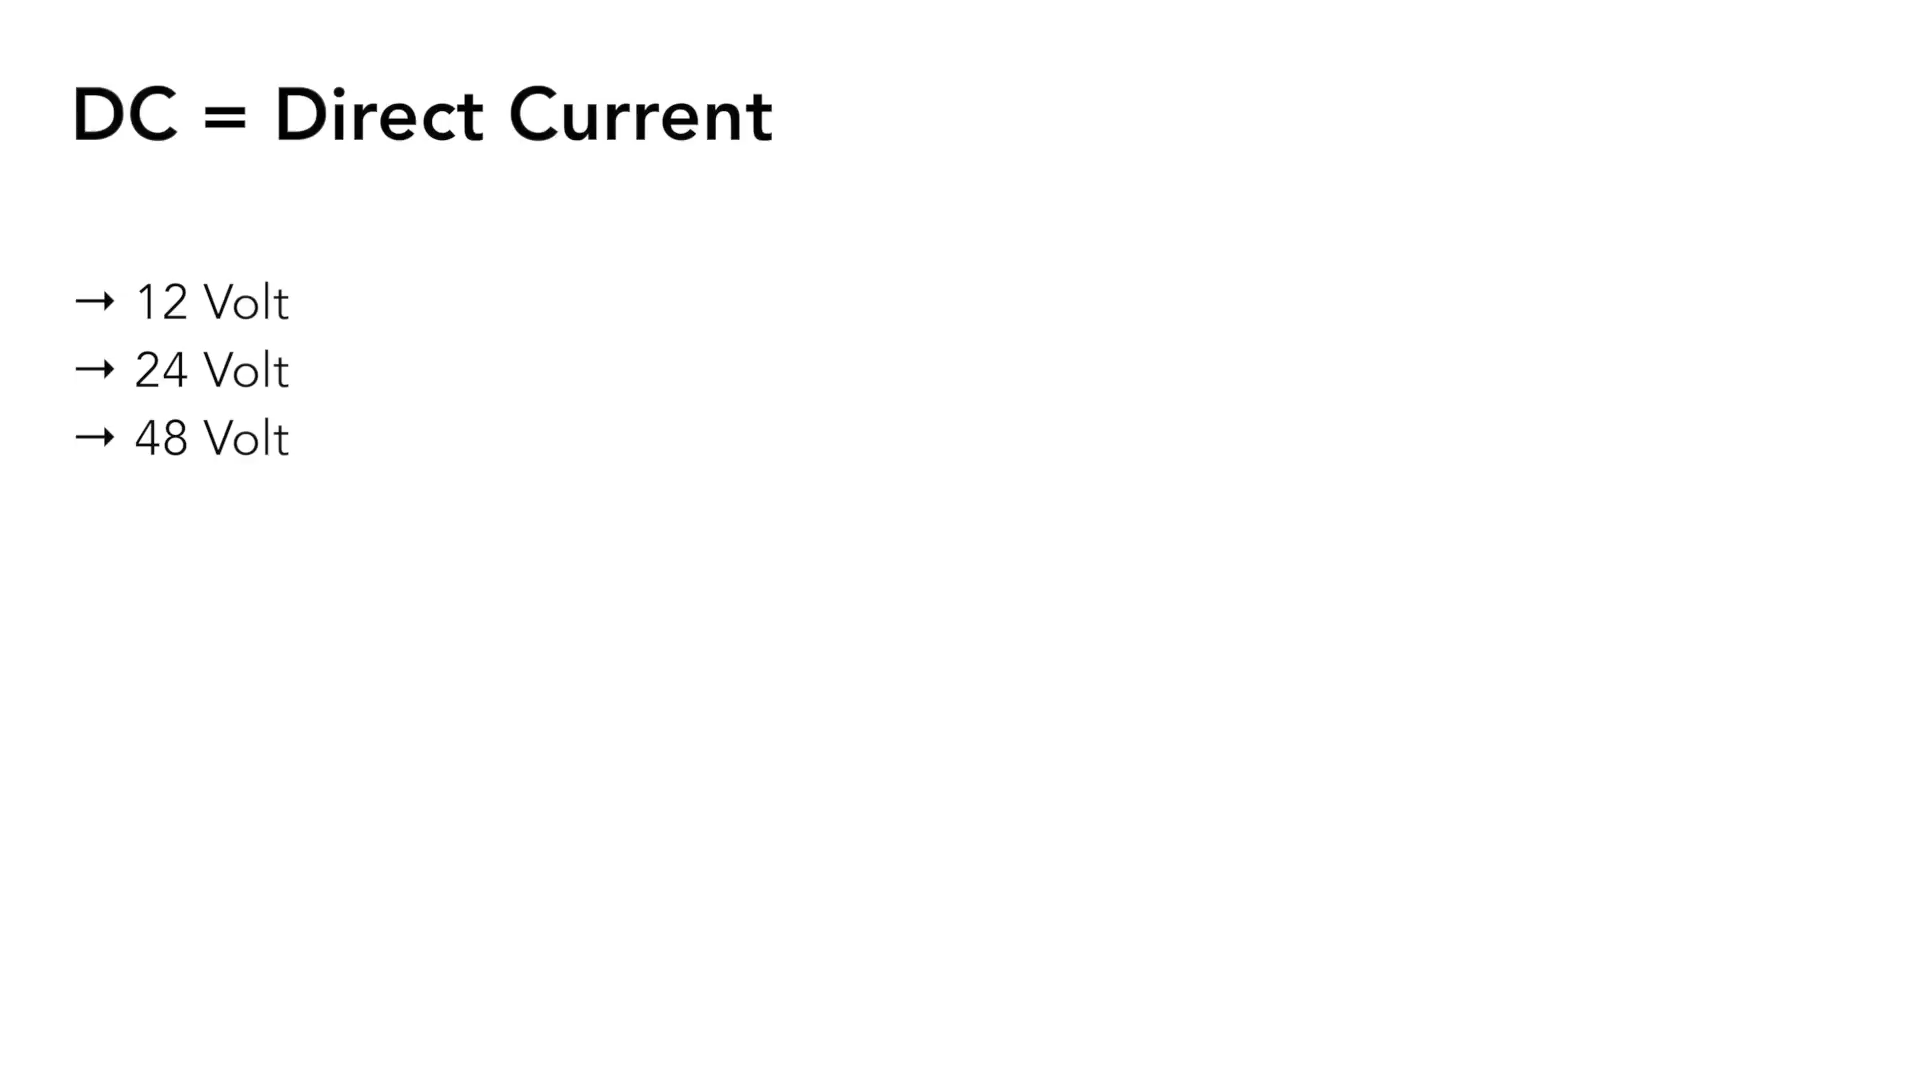 DC = Direct Current
→ 12 Volt
→ 24 Volt
→ 48 Volt